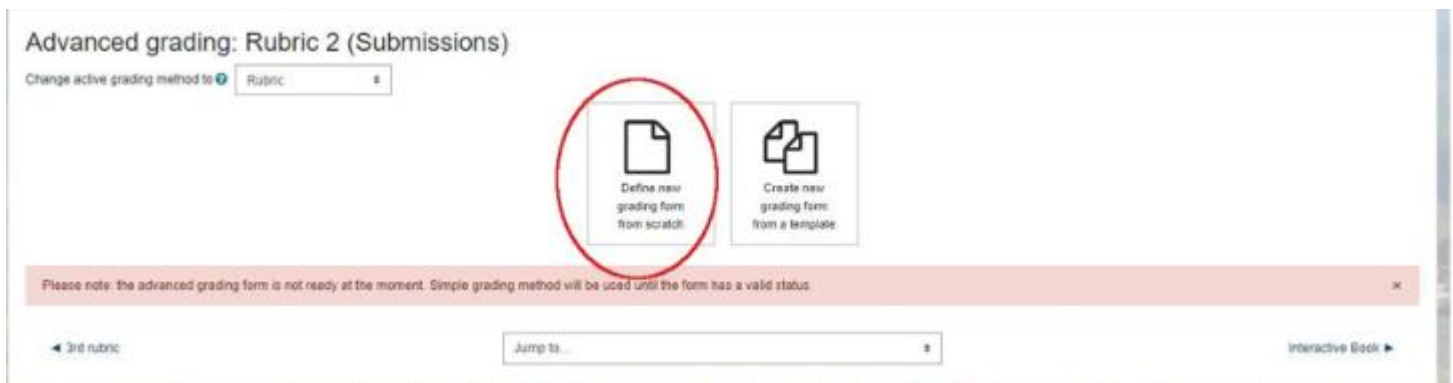 Advanced grading: Rubric 2 (Submissions)
Change active grading method to Rubric
Define new
grading form
from scratch
Create new
grading form
from a template
Please note: the advanced grading form is not ready at the moment. Simple grading method will be used until the form has a valid status.
◄ 3rd rubric
Jump to...
Interactive Book ►